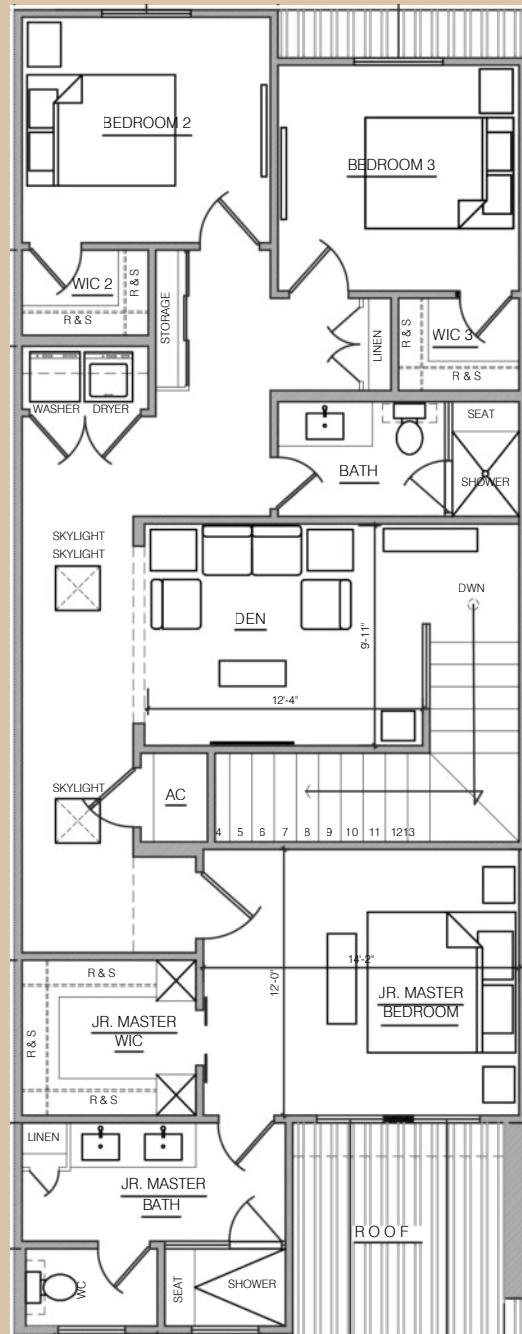 BEDROOM 2
BEDROOM 3
WIC 2
R & S
R & S
STORAGE
LINEN
R & S
WIC 3
R & S
WASHER
DRYER
SEAT
BATH
SHOWER
SKYLIGHT
SKYLIGHT
DEN
9'-11"
DWN
12'-4"
SKYLIGHT
AC
4 5 6 7 8 9 10 11 1213
14'-2"
12'-0"
R & S
JR. MASTER
WIC
R & S
R & S
JR. MASTER
BEDROOM
LINEN
JR. MASTER
BATH
ROOF
WC
SEAT
SHOWER